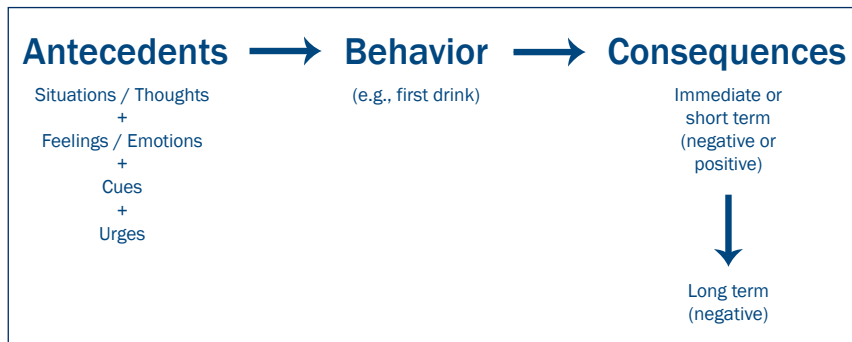 Antecedents
Situations / Thoughts
+
Feelings / Emotions
+
Cues
+
Urges
Behavior
(e.g., first drink)
Consequences
Immediate or
short term
(negative or
positive)
Long term
(negative)